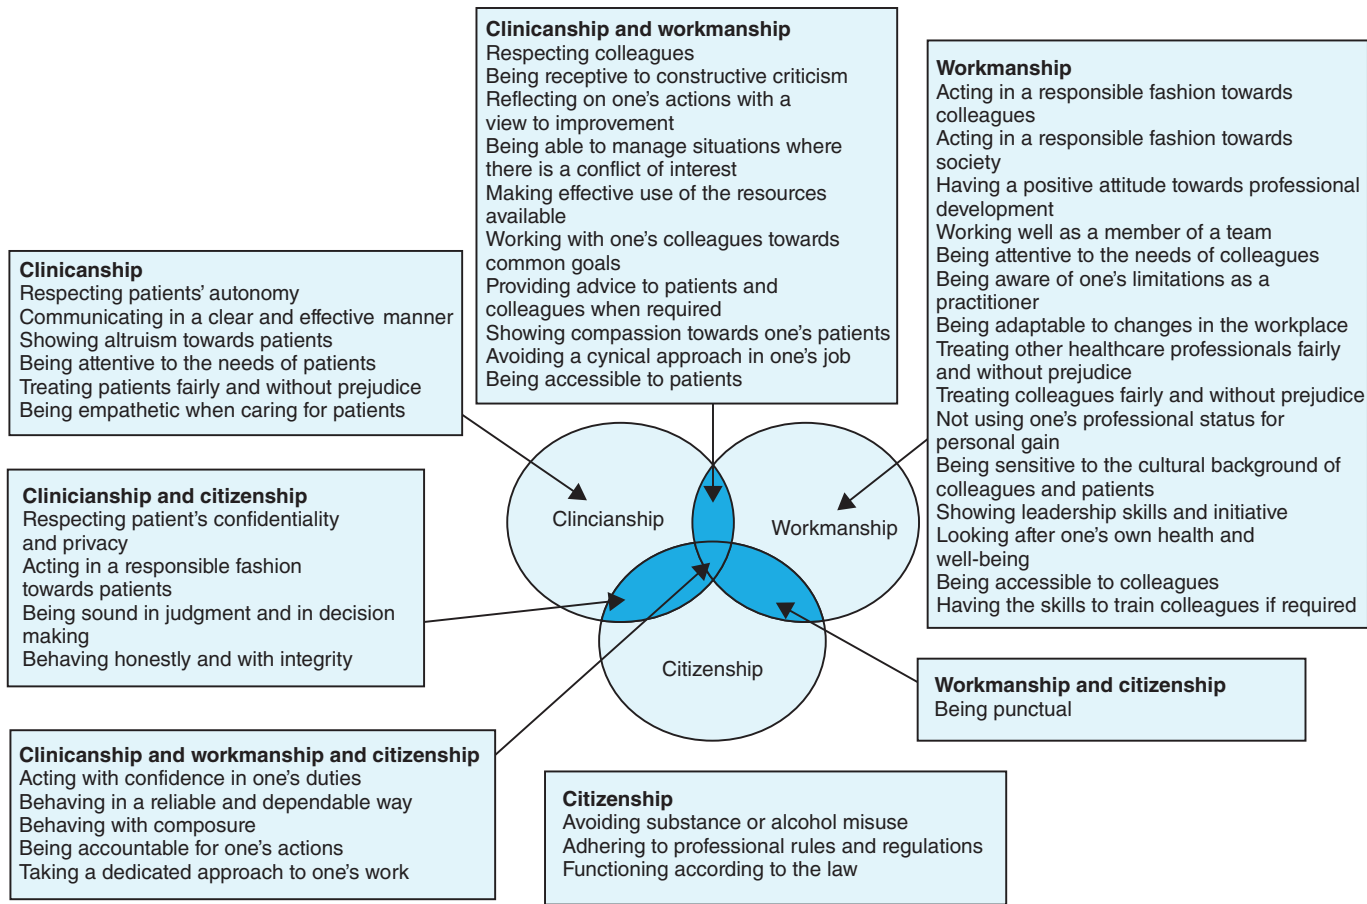 Clinicanship and workmanship
Respecting colleagues
Being receptive to constructive criticism
Reflecting on one's actions with a
view to improvement
Being able to manage situations where
there is a conflict of interest
Making effective use of the resources
available
Working with one's colleagues towards
common goals
Providing advice to patients and
colleagues when required
Showing compassion towards one's patients
Avoiding a cynical approach in one's job
Being accessible to patients
Workmanship
Acting in a responsible fashion towards
colleagues
Acting in a responsible fashion towards
society
Having a positive attitude towards professional
development
Working well as a member of a team
Being attentive to the needs of colleagues
Being aware of one's limitations as a
practitioner
Being adaptable to changes in the workplace
Treating other healthcare professionals fairly
and without prejudice
Treating colleagues fairly and without prejudice
Not using one's professional status for
personal gain
Being sensitive to the cultural background of
colleagues and patients
Showing leadership skills and initiative
Looking after one's own health and
well-being
Being accessible to colleagues
Having the skills to train colleagues if required
Clinicanship
Respecting patients' autonomy
Communicating in a clear and effective manner
Showing altruism towards patients
Being attentive to the needs of patients
Treating patients fairly and without prejudice
Being empathetic when caring for patients
Clinicianship and citizenship
Respecting patient's confidentiality
and privacy
Acting in a responsible fashion
towards patients
Being sound in judgment and in decision
making
Behaving honestly and with integrity
Clincianship
Workmanship
Citizenship
Workmanship and citizenship
Being punctual
Clinicanship and workmanship and citizenship
Acting with confidence in one's duties
Behaving in a reliable and dependable way
Behaving with composure
Being accountable for one's actions
Taking a dedicated approach to one's work
Citizenship
Avoiding substance or alcohol misuse
Adhering to professional rules and regulations
Functioning according to the law